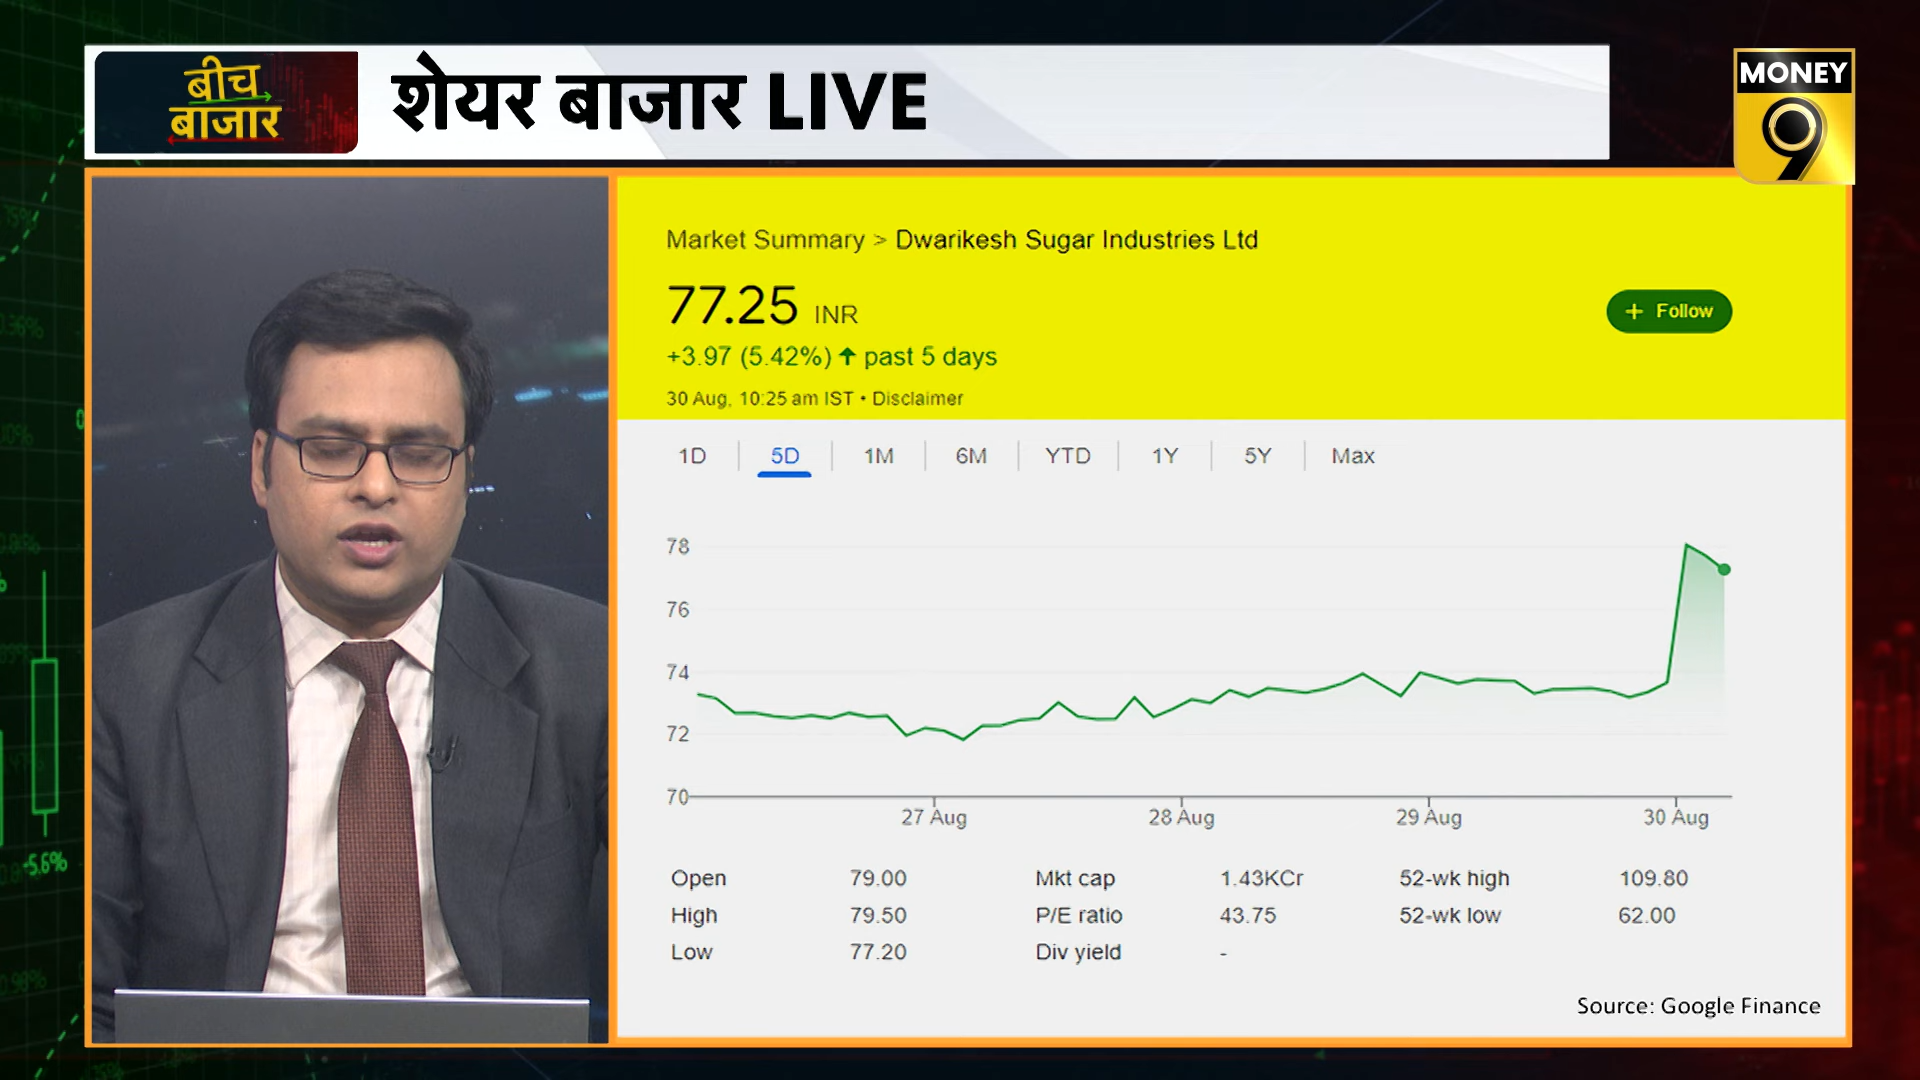 बीच
बाजार
शेयर बाजार LIVE
MONEY
9
Market Summary > Dwarikesh Sugar Industries Ltd
77.25 INR
+ Follow
+3.97 (5.42%) ↑ past 5 days
30 Aug, 10:25 am IST • Disclaimer
1D 5D 1M 6M YTD 1Y 5Y Max
78
76
74
72
70
27 Aug 28 Aug 29 Aug 30 Aug
Open 79.00 Mkt cap 1.43KCr 52-wk high 109.80
High 79.50 P/E ratio 43.75 52-wk low 62.00
Low 77.20 Div yield -
Source: Google Finance
-5.6%